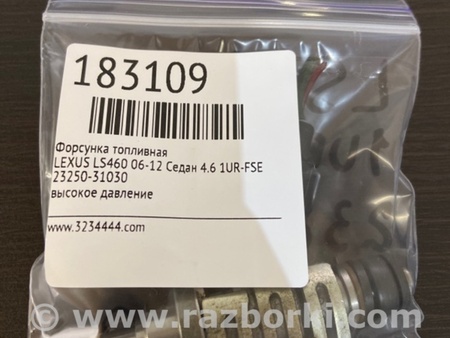 183109
Форсунка топливная
LEXUS LS460 06-12 Седан 4.6 1UR-FSE
23250-31030
высокое давление
www.3234444.com
www.razborki.com